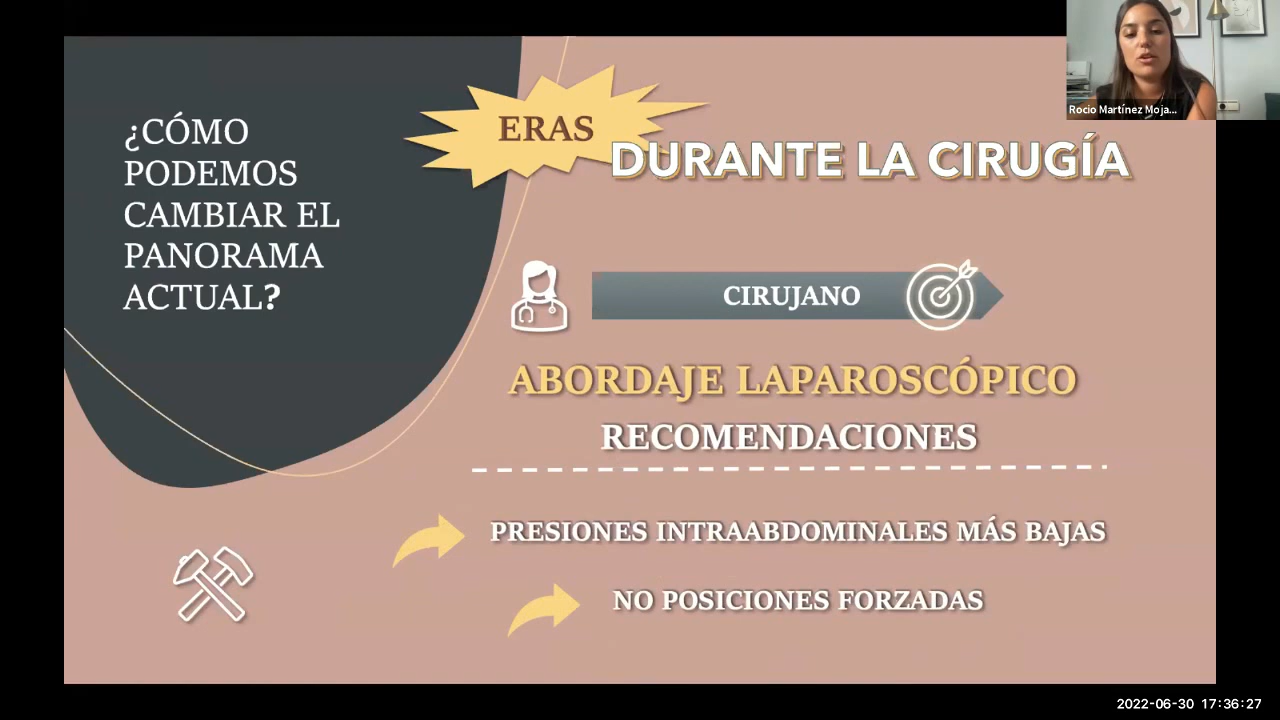 ¿CÓMO
PODEMOS
CAMBIAR EL
PANORAMA
ACTUAL?
ERAS
DURANTE LA CIRUGÍA
CIRUJANO
ABORDAJE LAPAROSCÓPICO
RECOMENDACIONES
PRESIONES INTRAABDOMINALES MÁS BAJAS
NO POSICIONES FORZADAS
Rocio Martínez Moja...
2022-06-30 17:36:27